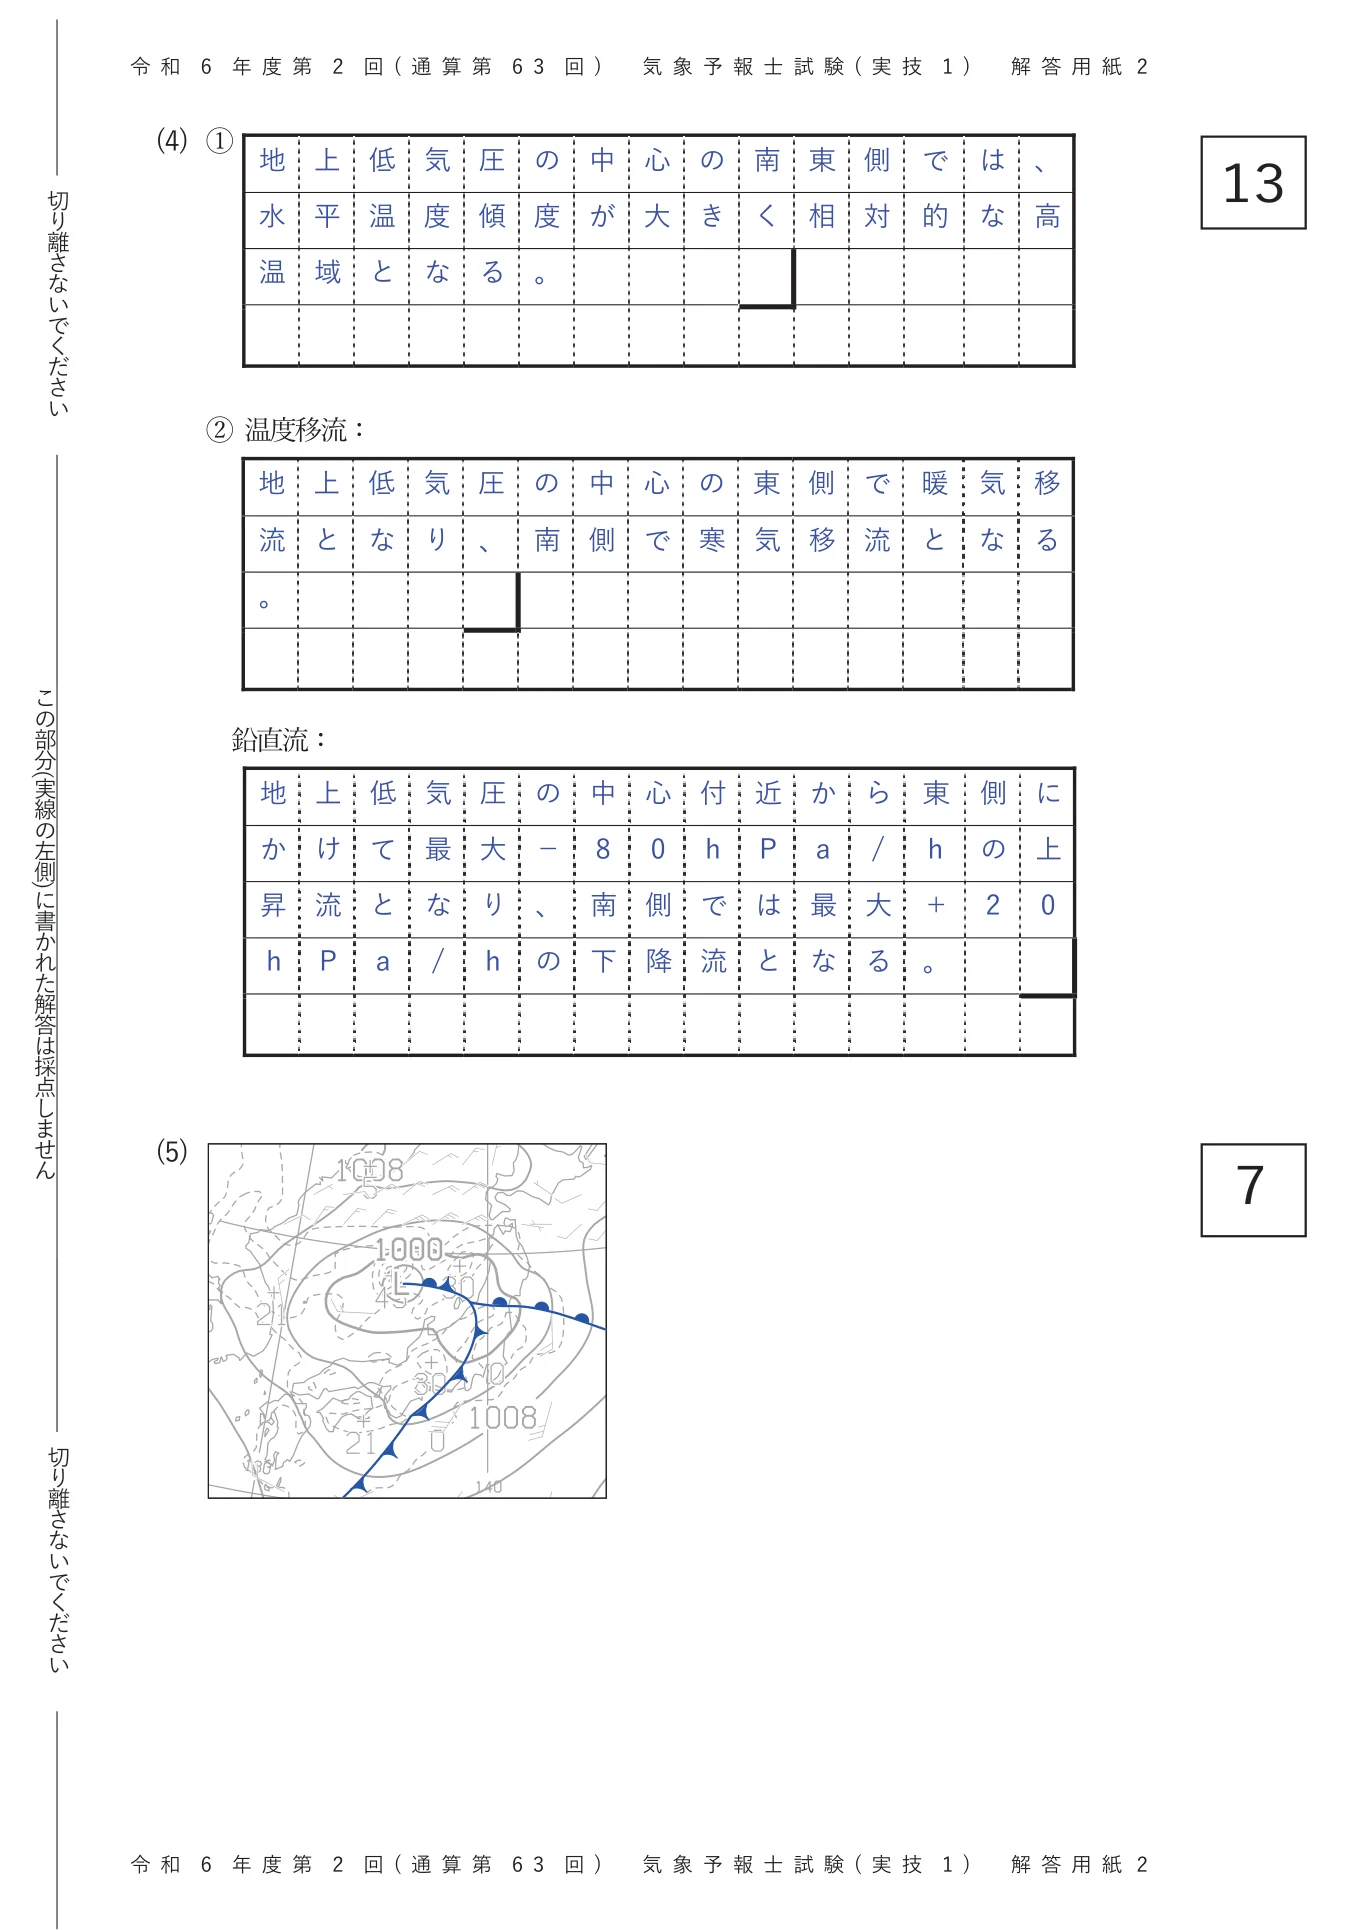 令和6年度第2回(通算第63回) 気象予報士試験(実技1) 解答用紙2
切り離さないでください
この部分(実線の左側)に書かれた解答は採点しません
切り離さないでください
(4) ①
地上低気圧の中心の南東側では、
水平温度傾度が大きく相対的な高
温域となる。
13
② 温度移流：
地上低気圧の中心の東側で暖気移
流となり、南側で寒気移流となる
。
鉛直流：
地上低気圧の中心付近から東側に
かけて最大－80hPa/hの上
昇流となり、南側では最大＋20
hPa/hの下降流となる。
(5)
7
1008
1000
L
30
21
30
1008
21
0
130
140
令和6年度第2回(通算第63回) 気象予報士試験(実技1) 解答用紙2